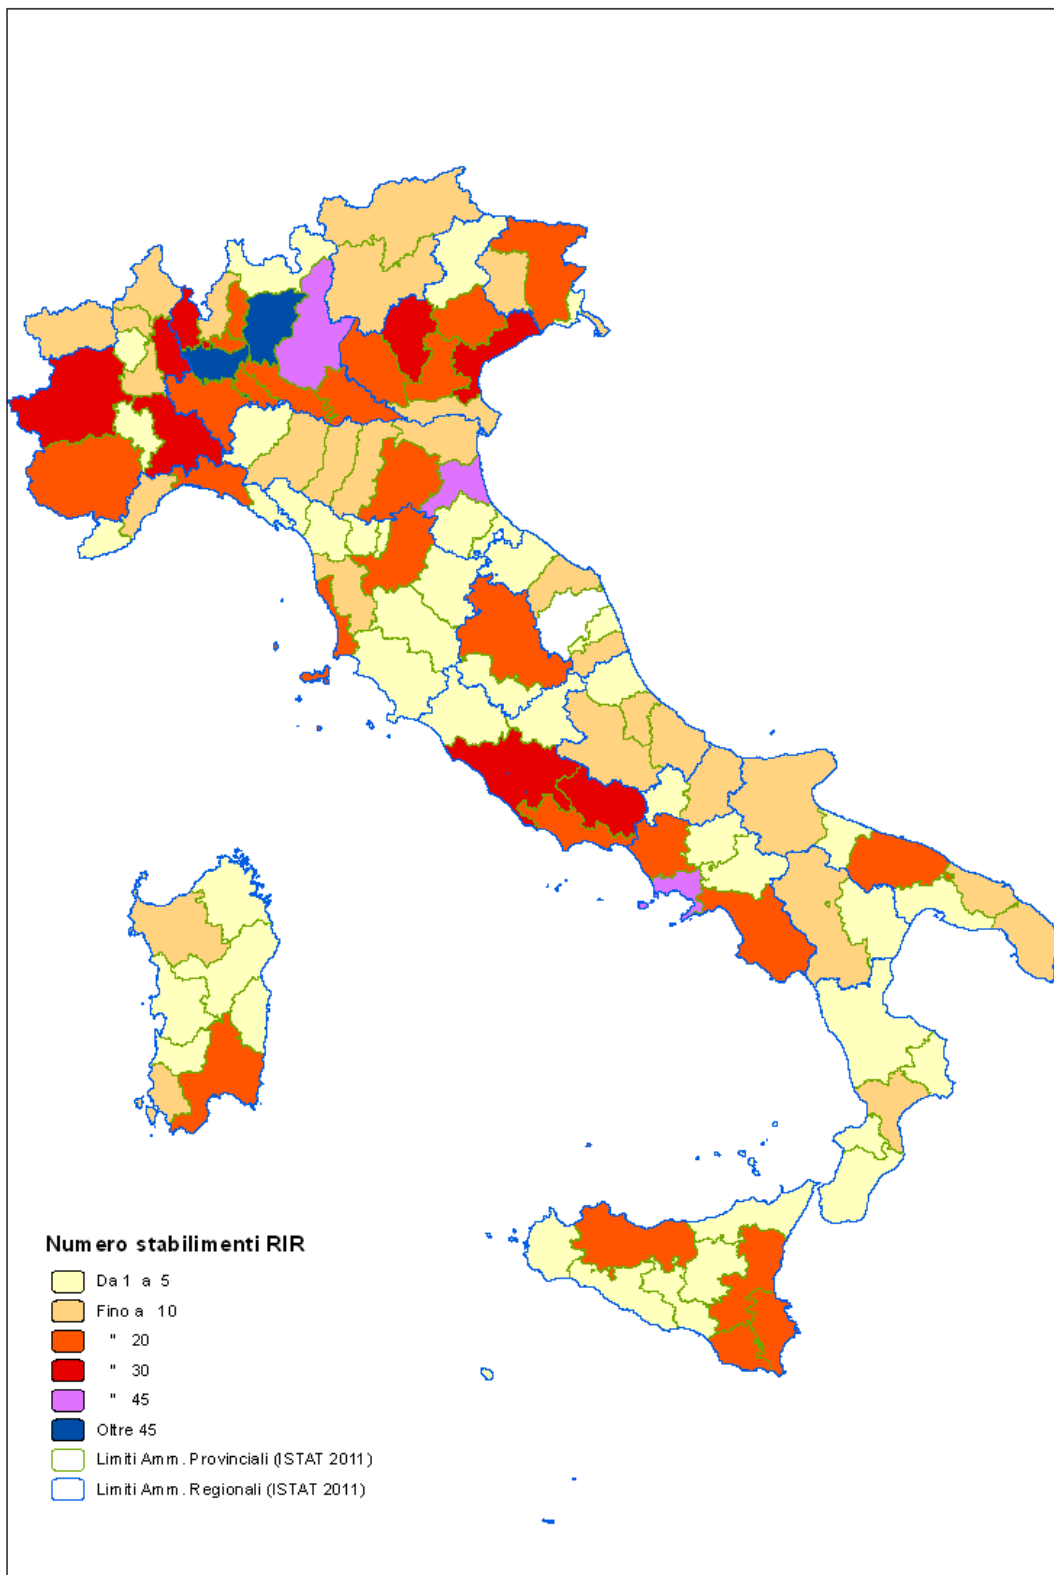 Numero stabilimenti RIR
Da 1 a 5
Fino a 10
" 20
" 30
" 45
Oltre 45
Limiti Amm. Provinciali (ISTAT 2011)
Limiti Amm. Regionali (ISTAT 2011)